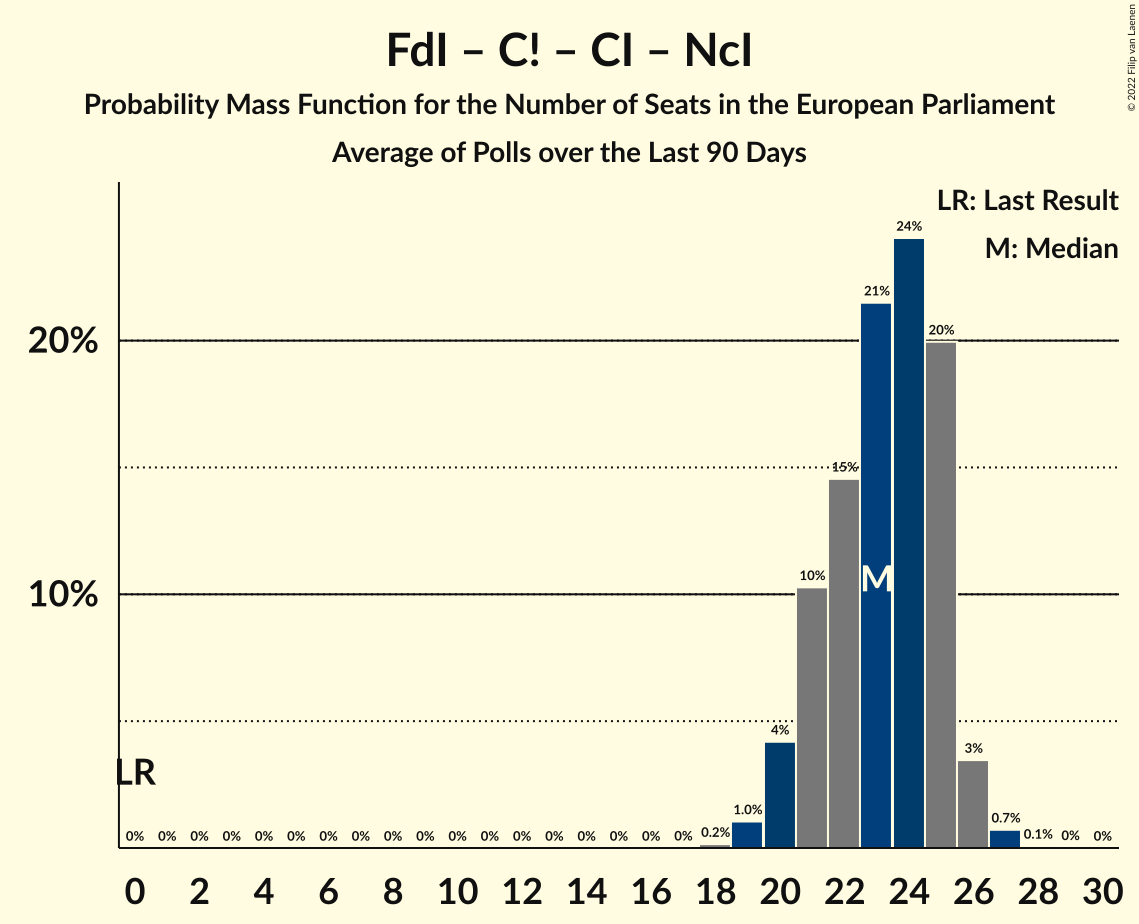 FdI – C! – CI – NcI
Probability Mass Function for the Number of Seats in the European Parliament
Average of Polls over the Last 90 Days
© 2022 Filip van Laenen
LR: Last Result
M: Median
24%
21%
20%
20%
15%
10%
M
10%
4%
3%
LR
1.0%
0.7%
0% 0% 0% 0% 0% 0% 0% 0% 0% 0% 0% 0% 0% 0% 0% 0% 0% 0% 0.2% 0.1% 0% 0%
0 2 4 6 8 10 12 14 16 18 20 22 24 26 28 30